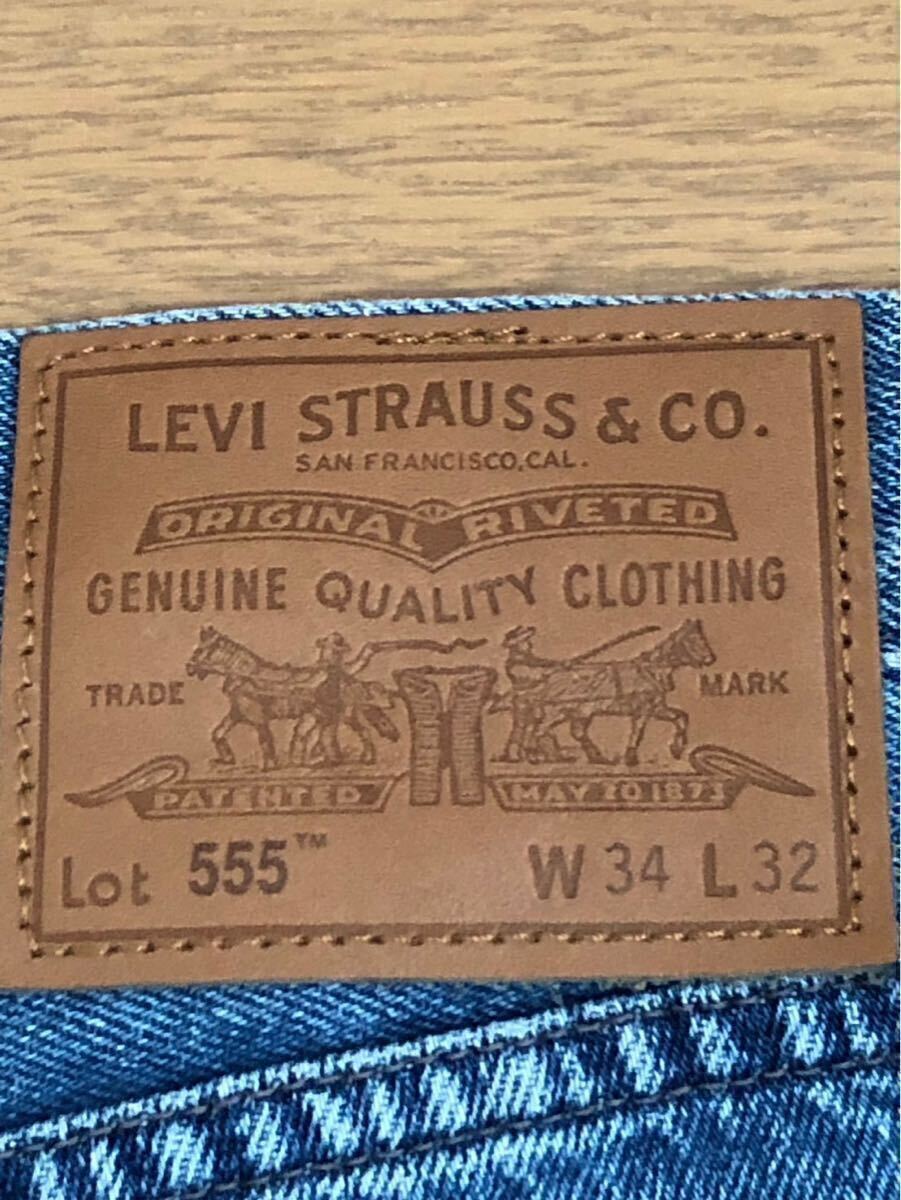 LEVI STRAUSS & CO.
SAN FRANCISCO, CAL.
ORIGINAL RIVETED
GENUINE QUALITY CLOTHING
TRADE MARK
PATENTED MAY 20 1873
Lot 555™ W 34 L 32